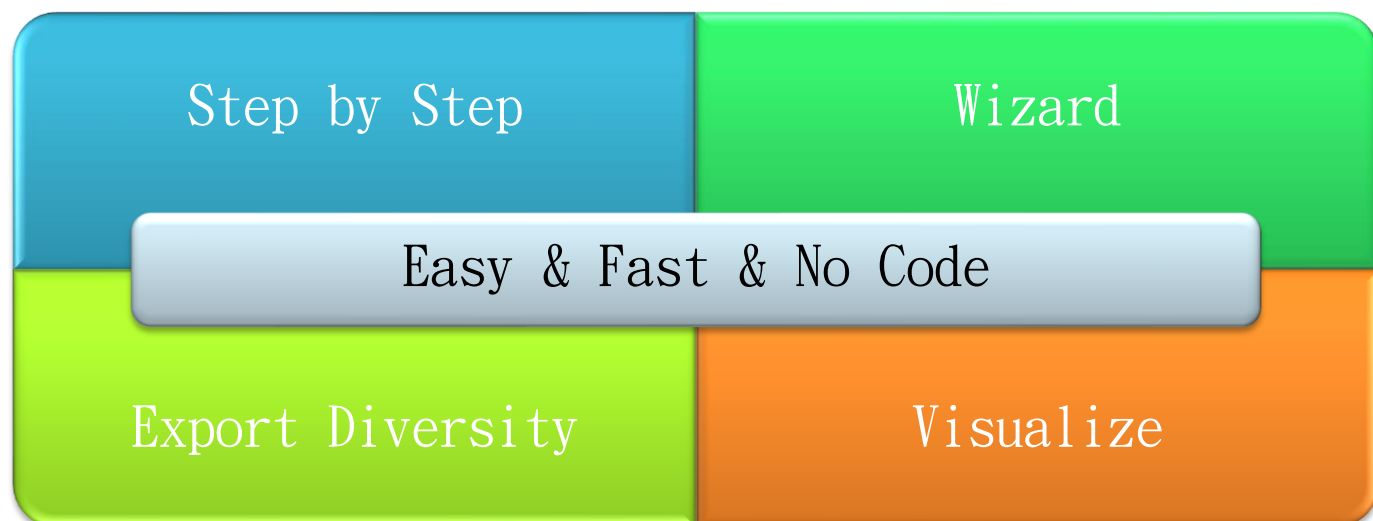 Step by Step
Wizard
Easy & Fast & No Code
Export Diversity
Visualize